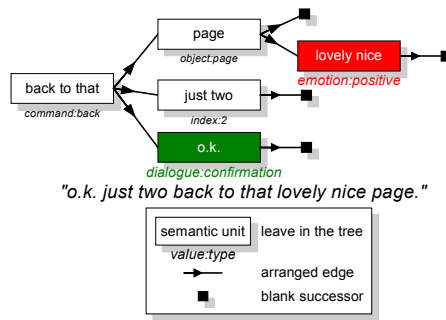 page
object:page
lovely nice
emotion:positive
back to that
command:back
just two
index:2
o.k.
dialogue:confirmation
"o.k. just two back to that lovely nice page."
semantic unit leave in the tree
value:type
arranged edge
blank successor